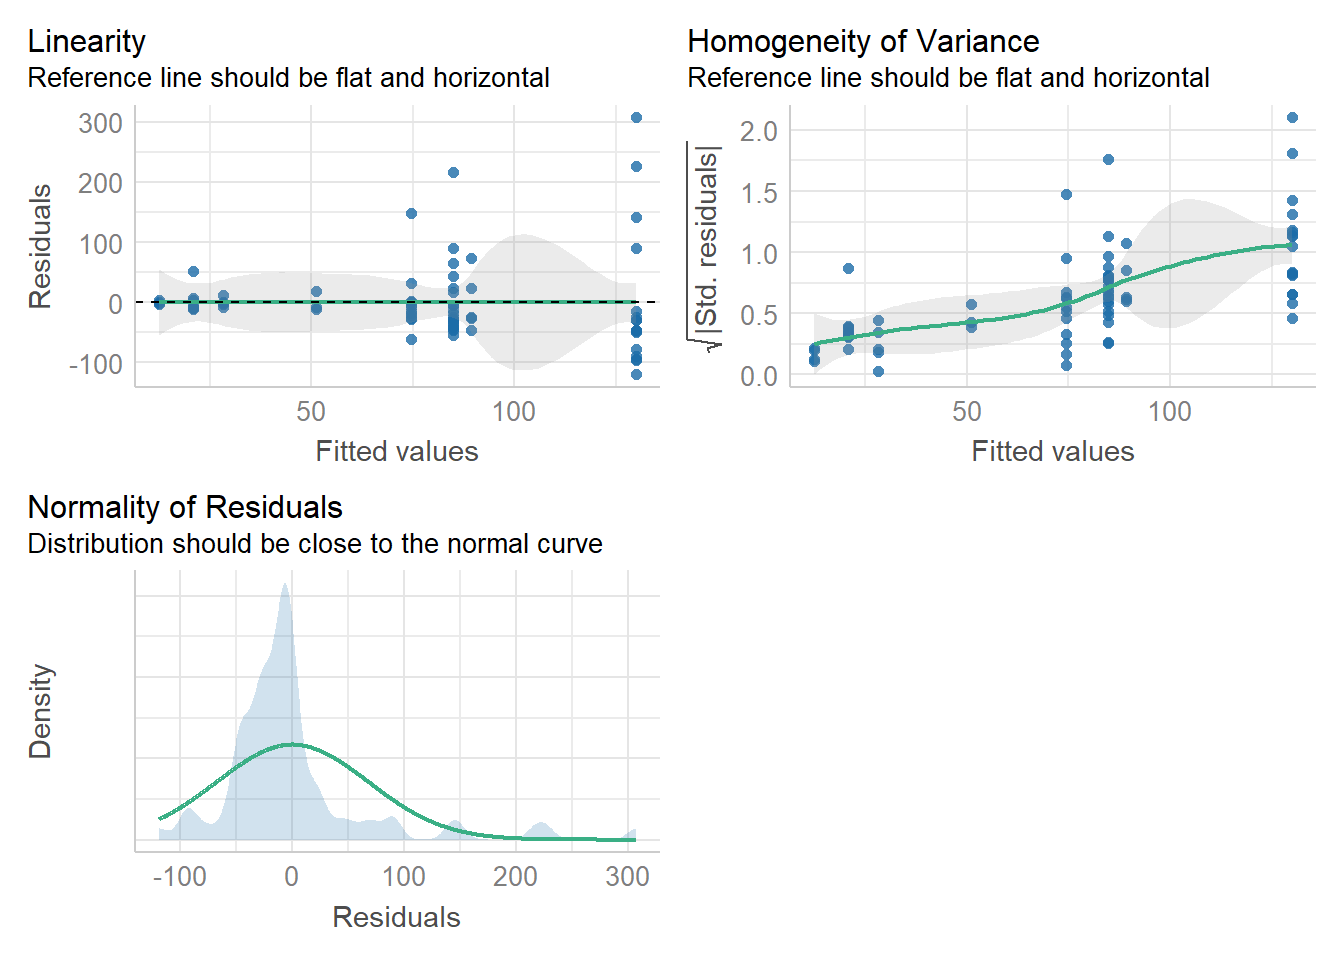 Linearity
Reference line should be flat and horizontal
300
200
100
0
-100
Residuals
50
100
Fitted values
Homogeneity of Variance
Reference line should be flat and horizontal
2.0
1.5
1.0
0.5
0.0
√|Std. residuals|
50
100
Fitted values
Normality of Residuals
Distribution should be close to the normal curve
Density
-100
0
100
200
300
Residuals